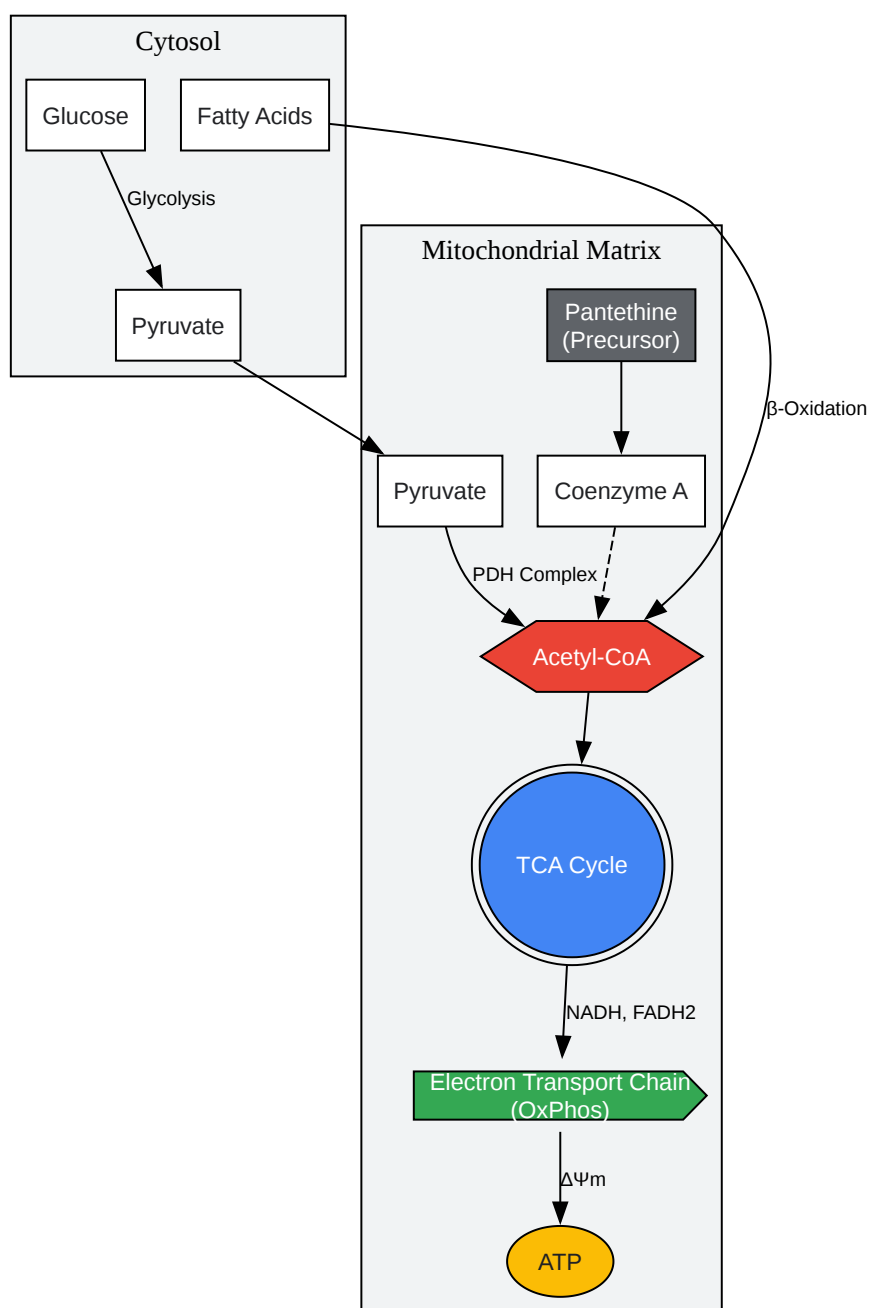 Cytosol
Glucose
Fatty Acids
Glycolysis
Pyruvate
Mitochondrial Matrix
Pantethine
(Precursor)
β-Oxidation
Pyruvate
Coenzyme A
PDH Complex
Acetyl-CoA
TCA Cycle
NADH, FADH2
Electron Transport Chain
(OxPhos)
ΔΨm
ATP